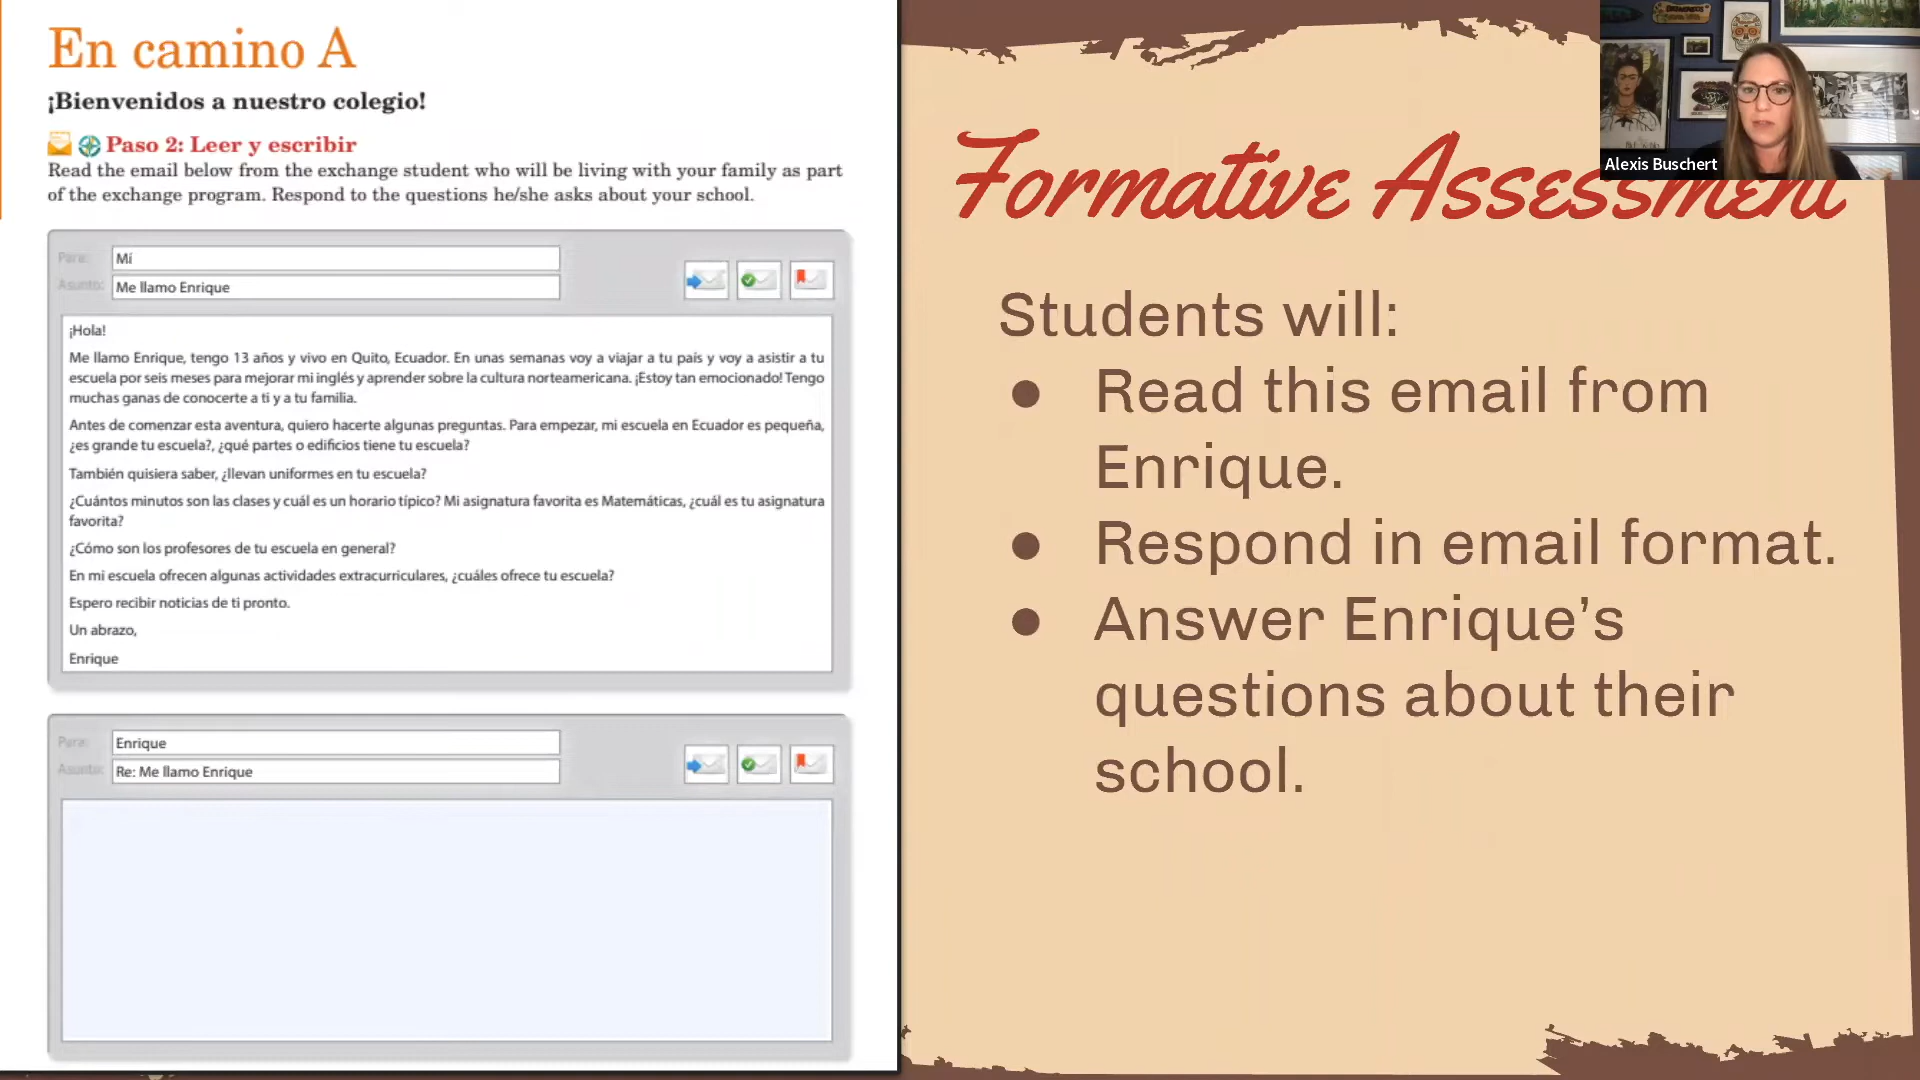 En camino A
¡Bienvenidos a nuestro colegio!
Paso 2: Leer y escribir
Read the email below from the exchange student who will be living with your family as part
of the exchange program. Respond to the questions he/she asks about your school.
Para: Mí
Asunto: Me llamo Enrique
¡Hola!
Me llamo Enrique, tengo 13 años y vivo en Quito, Ecuador. En unas semanas voy a viajar a tu país y voy a asistir a tu
escuela por seis meses para mejorar mi inglés y aprender sobre la cultura norteamericana. ¡Estoy tan emocionado! Tengo
muchas ganas de conocerte a ti y a tu familia.
Antes de comenzar esta aventura, quiero hacerte algunas preguntas. Para empezar, mi escuela en Ecuador es pequeña,
¿es grande tu escuela?, ¿qué partes o edificios tiene tu escuela?
También quisiera saber, ¿llevan uniformes en tu escuela?
¿Cuántos minutos son las clases y cuál es un horario típico? Mi asignatura favorita es Matemáticas, ¿cuál es tu asignatura
favorita?
¿Cómo son los profesores de tu escuela en general?
En mi escuela ofrecen algunas actividades extracurriculares, ¿cuáles ofrece tu escuela?
Espero recibir noticias de ti pronto.
Un abrazo,
Enrique
Para: Enrique
Asunto: Re: Me llamo Enrique
Formative Assessment
Students will:
● Read this email from
Enrique.
● Respond in email format.
● Answer Enrique's
questions about their
school.
Alexis Buschert